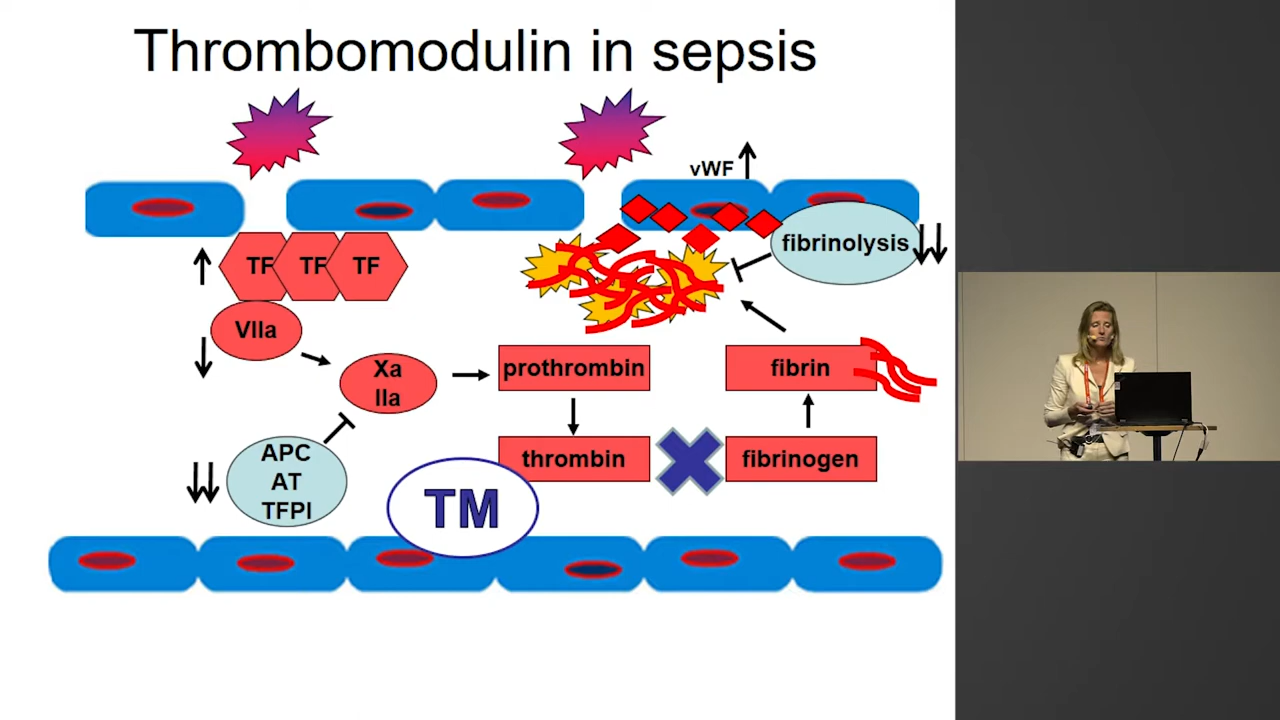 Thrombomodulin in sepsis
vWF
fibrinolysis
TF TF TF
VIIa
Xa
IIa
prothrombin
fibrin
APC
AT
TFPI
thrombin
fibrinogen
TM